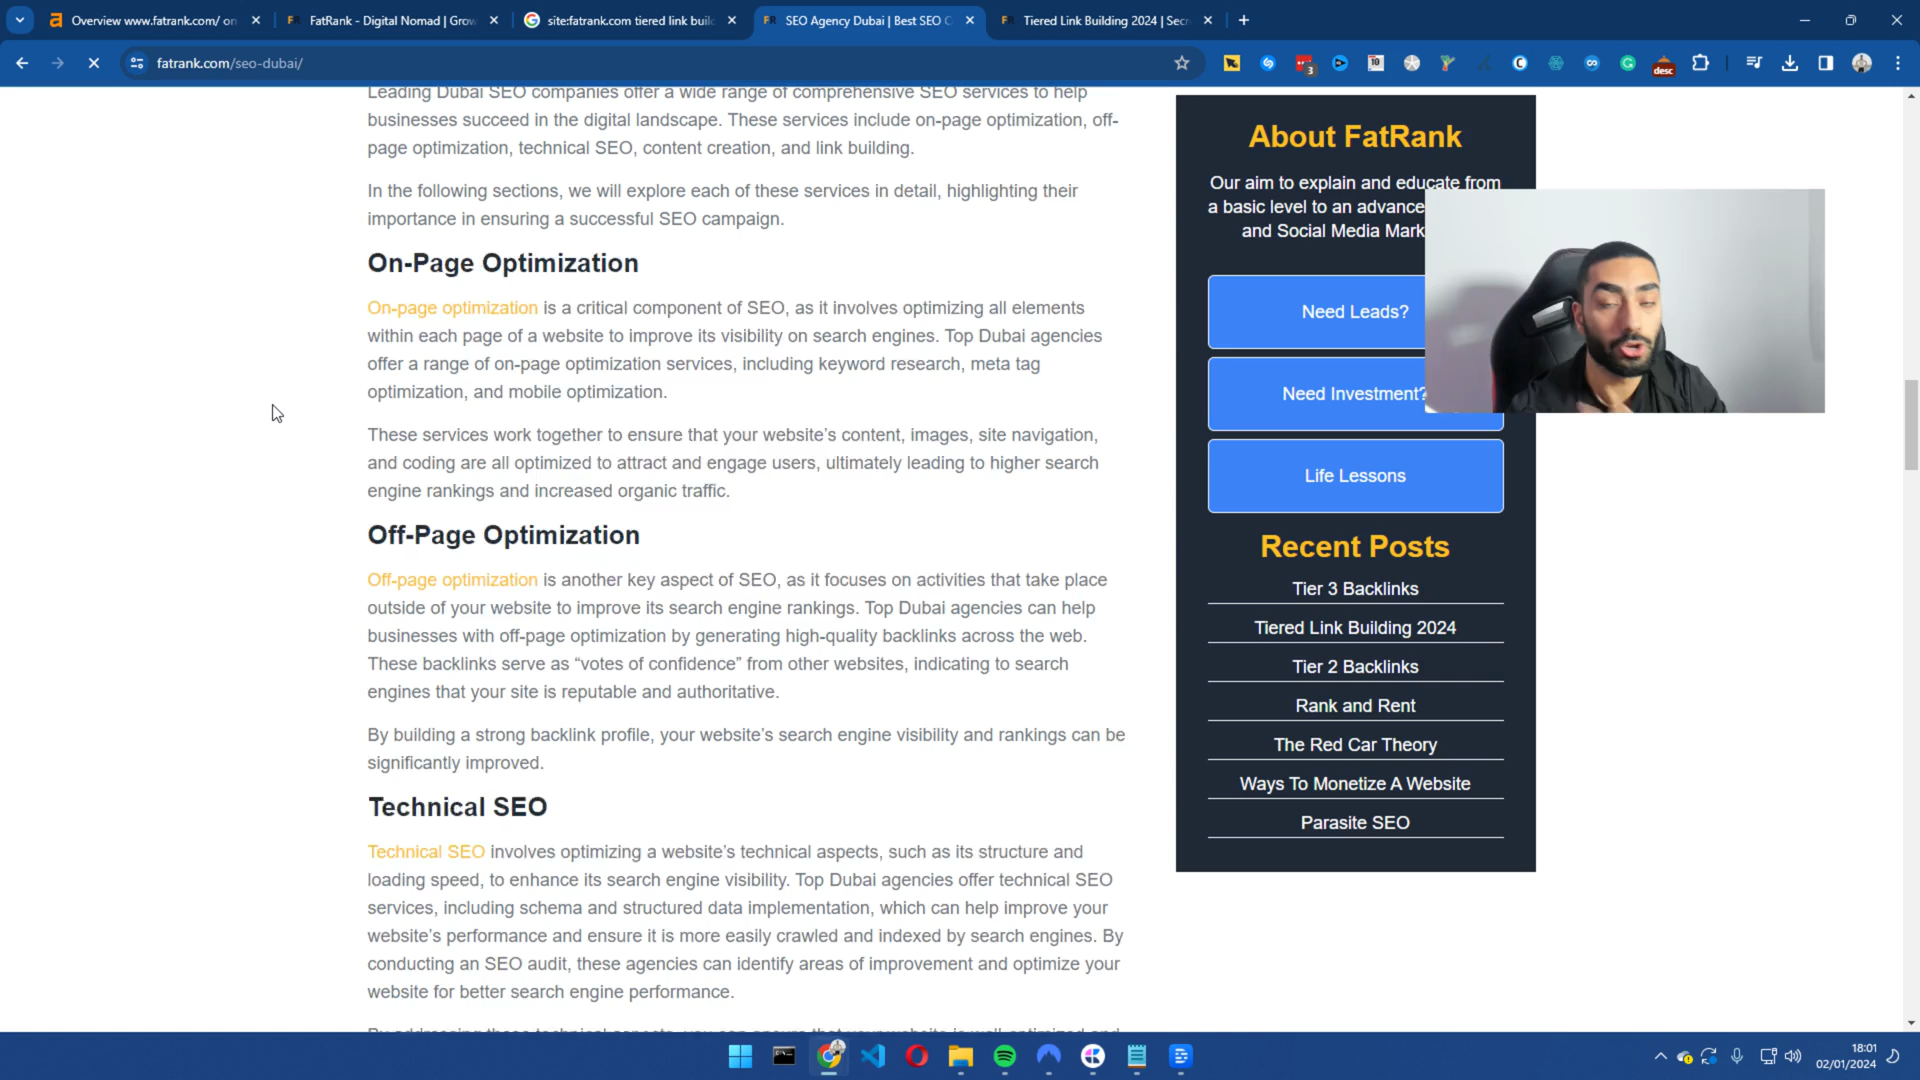 Overview www.fatrank.com/ on
FatRank - Digital Nomad | Grow
site:fatrank.com tiered link build
SEO Agency Dubai | Best SEO C
Tiered Link Building 2024 | Secr
fatrank.com/seo-dubai/
3
10
desc
Leading Dubai SEO companies offer a wide range of comprehensive SEO services to help
businesses succeed in the digital landscape. These services include on-page optimization, off-
page optimization, technical SEO, content creation, and link building.
In the following sections, we will explore each of these services in detail, highlighting their
importance in ensuring a successful SEO campaign.
On-Page Optimization
On-page optimization is a critical component of SEO, as it involves optimizing all elements
within each page of a website to improve its visibility on search engines. Top Dubai agencies
offer a range of on-page optimization services, including keyword research, meta tag
optimization, and mobile optimization.
These services work together to ensure that your website’s content, images, site navigation,
and coding are all optimized to attract and engage users, ultimately leading to higher search
engine rankings and increased organic traffic.
Off-Page Optimization
Off-page optimization is another key aspect of SEO, as it focuses on activities that take place
outside of your website to improve its search engine rankings. Top Dubai agencies can help
businesses with off-page optimization by generating high-quality backlinks across the web.
These backlinks serve as “votes of confidence” from other websites, indicating to search
engines that your site is reputable and authoritative.
By building a strong backlink profile, your website’s search engine visibility and rankings can be
significantly improved.
Technical SEO
Technical SEO involves optimizing a website’s technical aspects, such as its structure and
loading speed, to enhance its search engine visibility. Top Dubai agencies offer technical SEO
services, including schema and structured data implementation, which can help improve your
website’s performance and ensure it is more easily crawled and indexed by search engines. By
conducting an SEO audit, these agencies can identify areas of improvement and optimize your
website for better search engine performance.
About FatRank
Our aim to explain and educate from
a basic level to an advance
and Social Media Mark
Need Leads?
Need Investment?
Life Lessons
Recent Posts
Tier 3 Backlinks
Tiered Link Building 2024
Tier 2 Backlinks
Rank and Rent
The Red Car Theory
Ways To Monetize A Website
Parasite SEO
18:01
02/01/2024